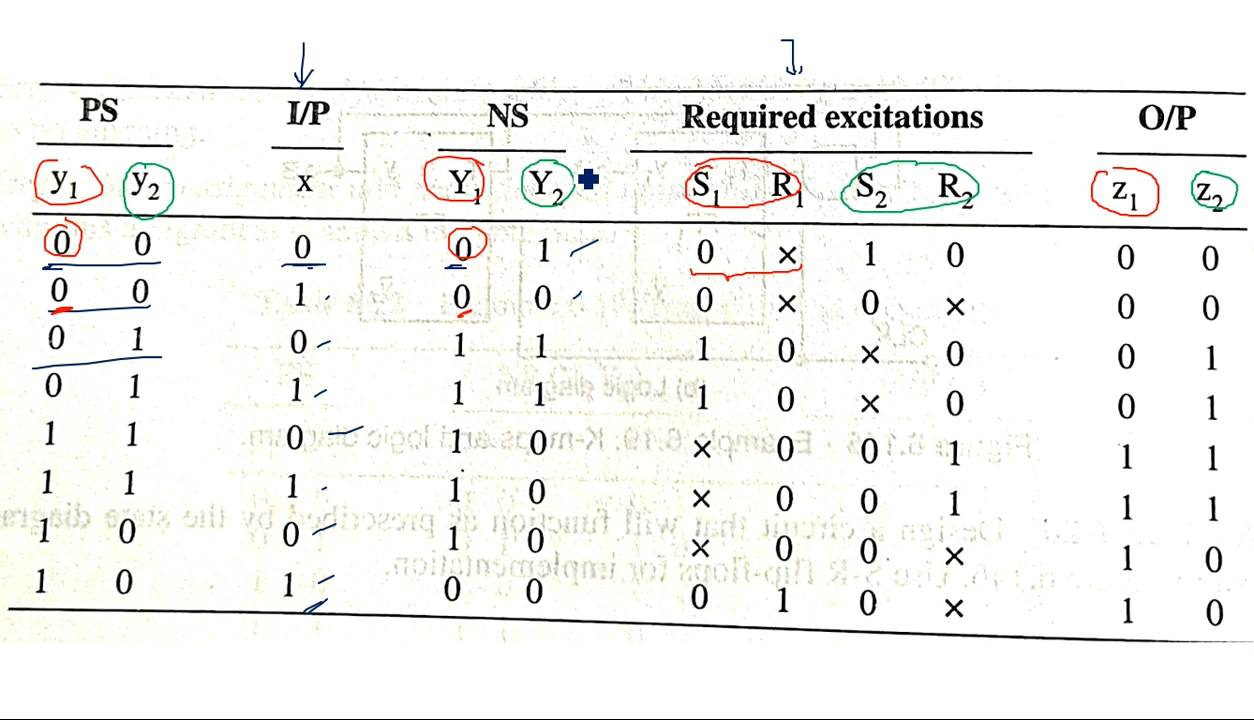 PS I/P NS Required excitations O/P
y1 y2 x Y1 Y2 S1 R1 S2 R2 z1 z2
0 0 0 0 1 0 × 1 0 0 0
0 0 1 0 0 0 × 0 × 0 0
0 1 0 1 1 1 0 × 0 0 1
0 1 1 1 1 1 0 × 0 0 1
1 1 0 1 0 × 0 0 1 1 1
1 1 1 1 0 × 0 0 1 1 1
1 0 0 1 0 × 0 0 × 1 0
1 0 1 0 0 0 1 0 × 1 0